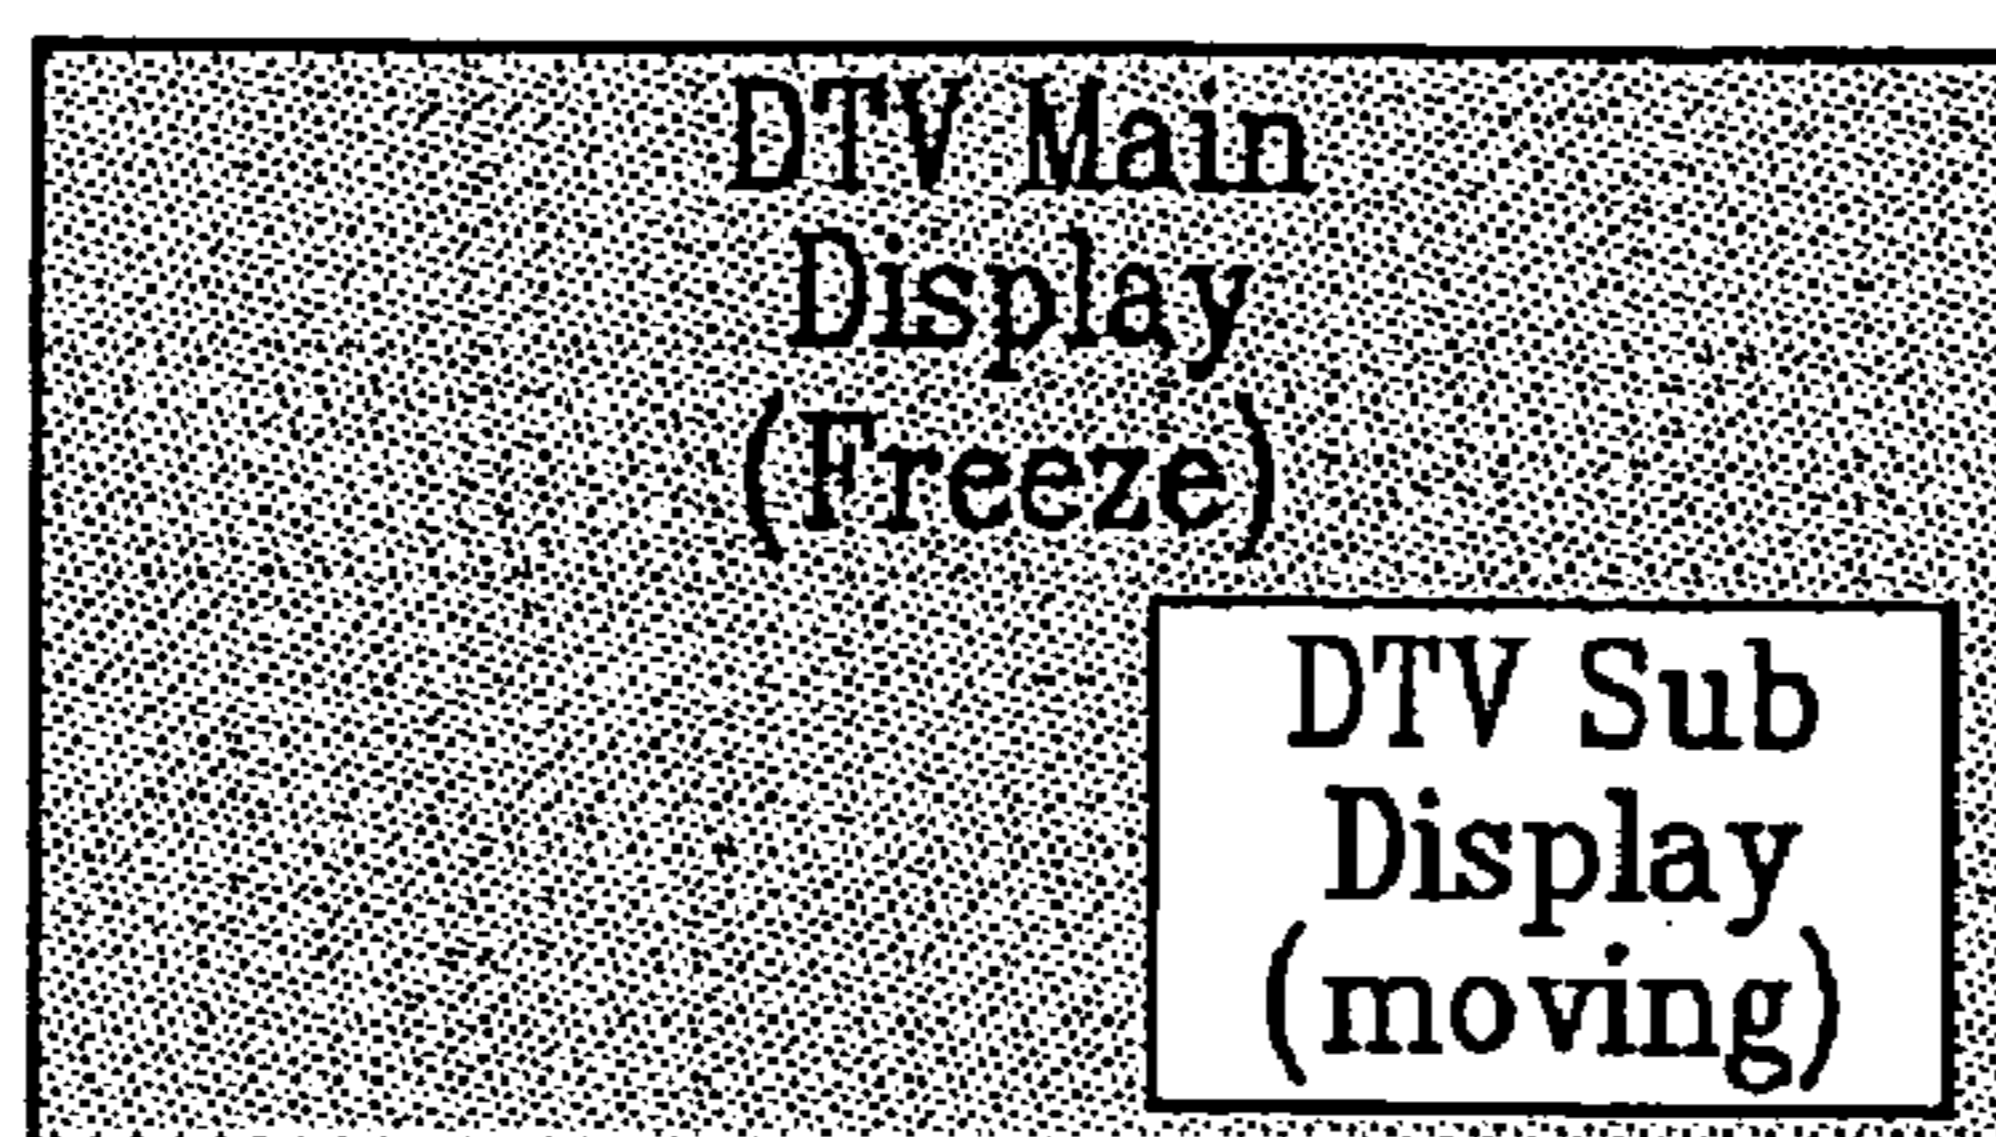 DTV Main
Display
(Freeze)
DTV Sub
Display
(moving)